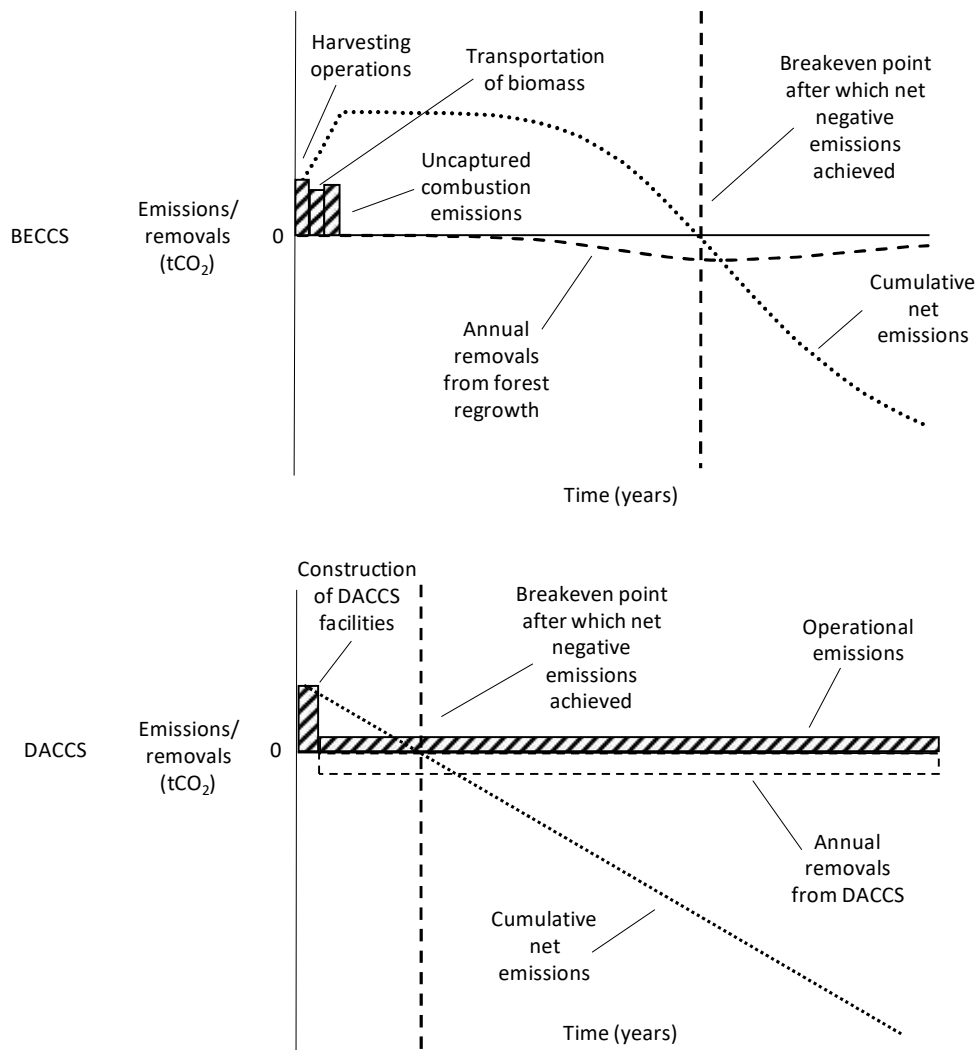 Harvesting
operations
Transportation
of biomass
Breakeven point
after which net
negative
emissions
achieved
Uncaptured
combustion
emissions
BECCS
Emissions/
removals
(tCO₂)
0
Cumulative
net
emissions
Annual
removals
from forest
regrowth
Time (years)
Construction
of DACCS
facilities
Breakeven point
after which net
negative
emissions
achieved
Operational
emissions
DACCS
Emissions/
removals
(tCO₂)
0
Annual
removals
from DACCS
Cumulative
net
emissions
Time (years)